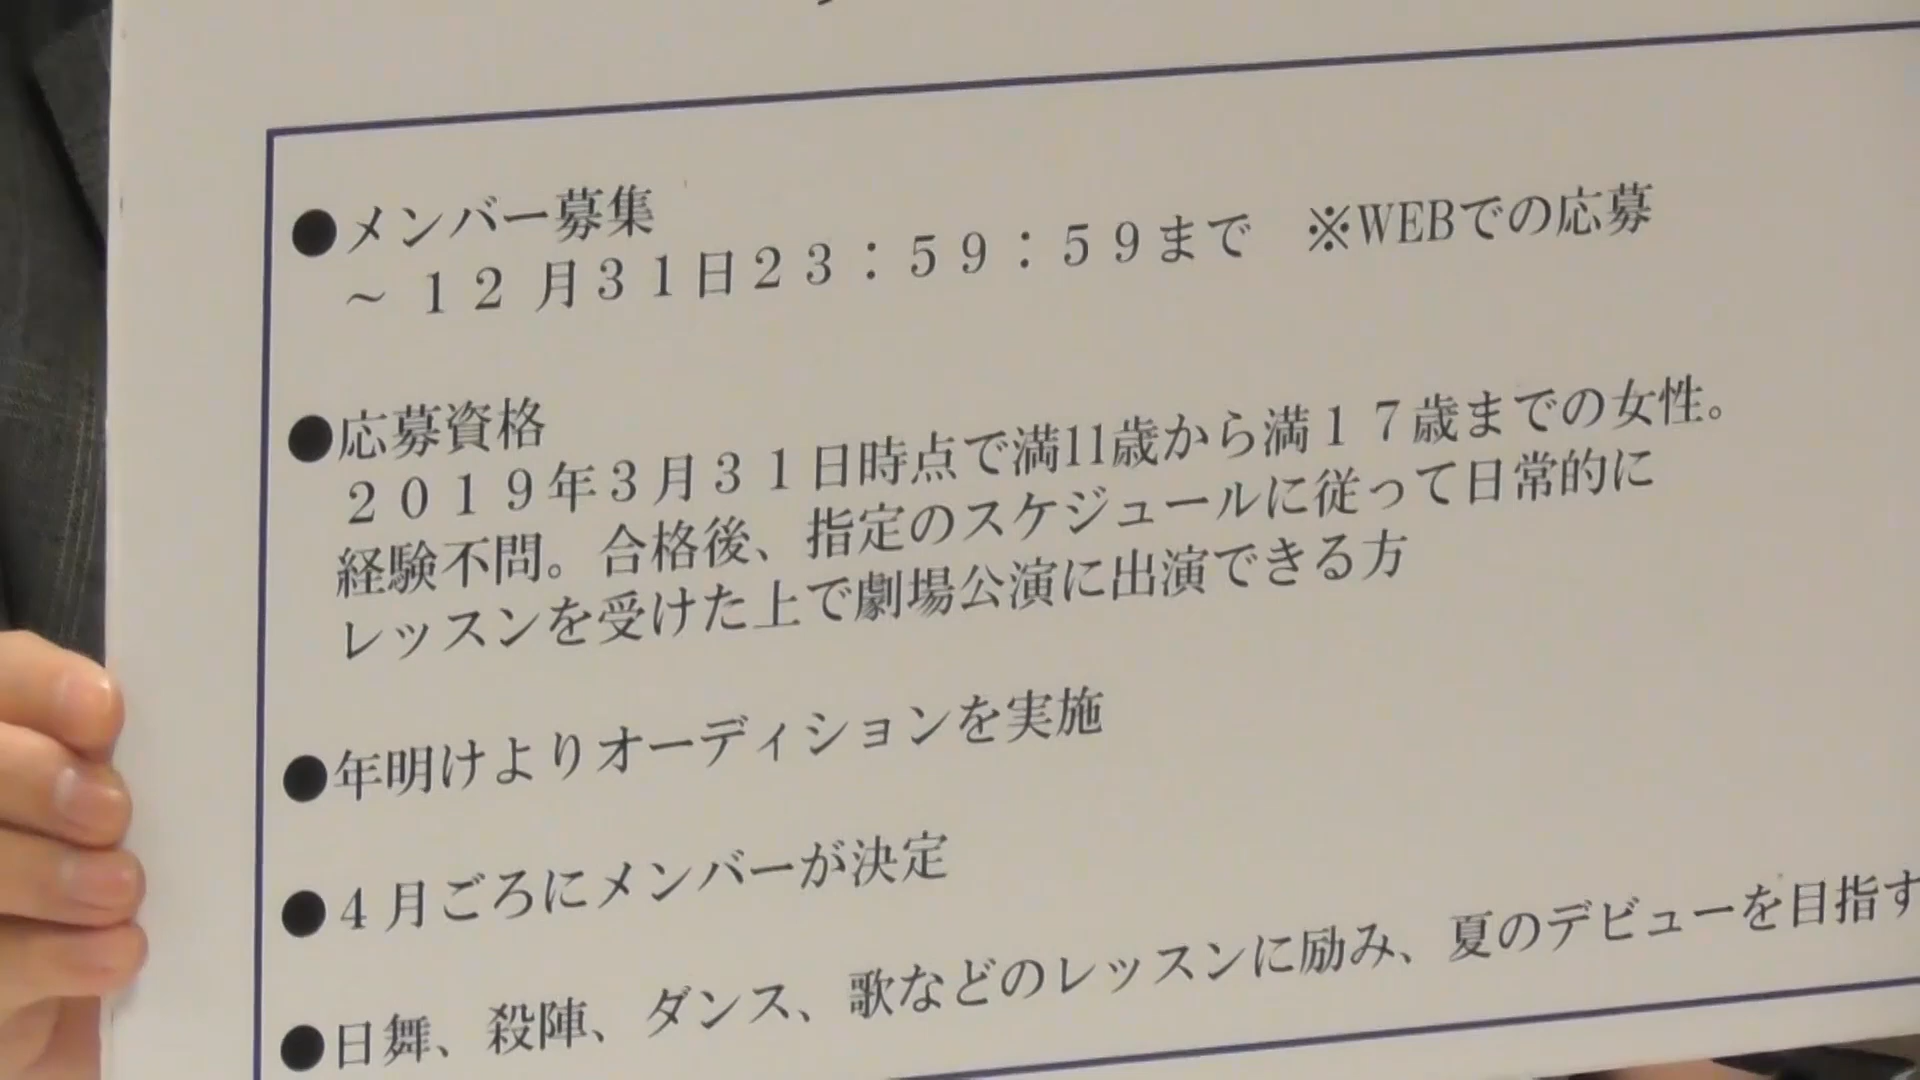 ●メンバー募集
～１２月３１日２３：５９：５９まで　※WEBでの応募
●応募資格
２０１９年３月３１日時点で満11歳から満１７歳までの女性。
経験不問。合格後、指定のスケジュールに従って日常的に
レッスンを受けた上で劇場公演に出演できる方
●年明けよりオーディションを実施
●４月ごろにメンバーが決定
●日舞、殺陣、ダンス、歌などのレッスンに励み、夏のデビューを目指す